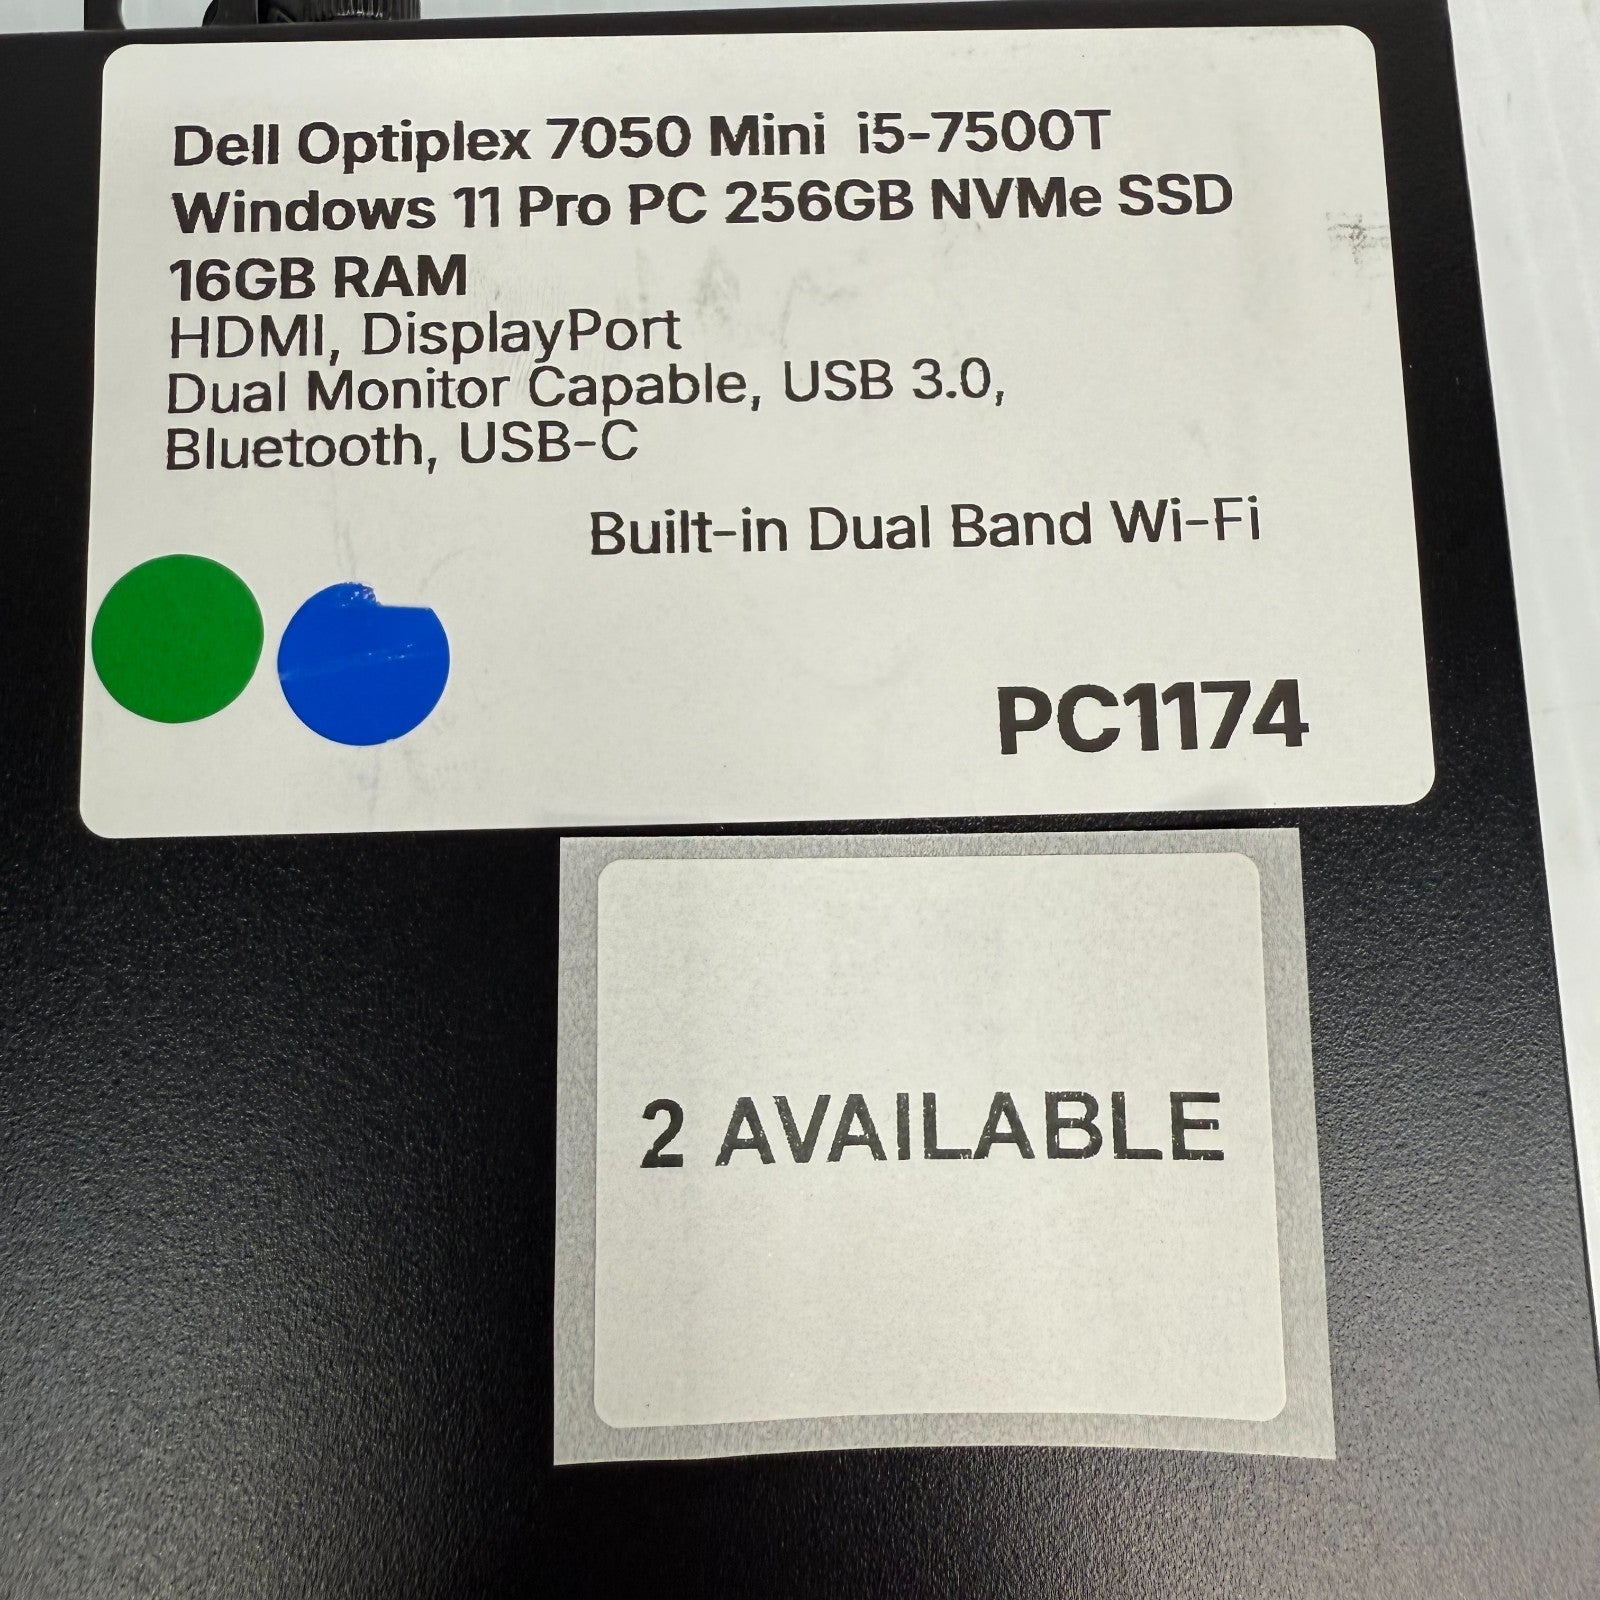 Dell Optiplex 7050 Mini i5-7500T
Windows 11 Pro PC 256GB NVMe SSD
16GB RAM
HDMI, DisplayPort
Dual Monitor Capable, USB 3.0,
Bluetooth, USB-C
Built-in Dual Band Wi-Fi
PC1174
2 AVAILABLE